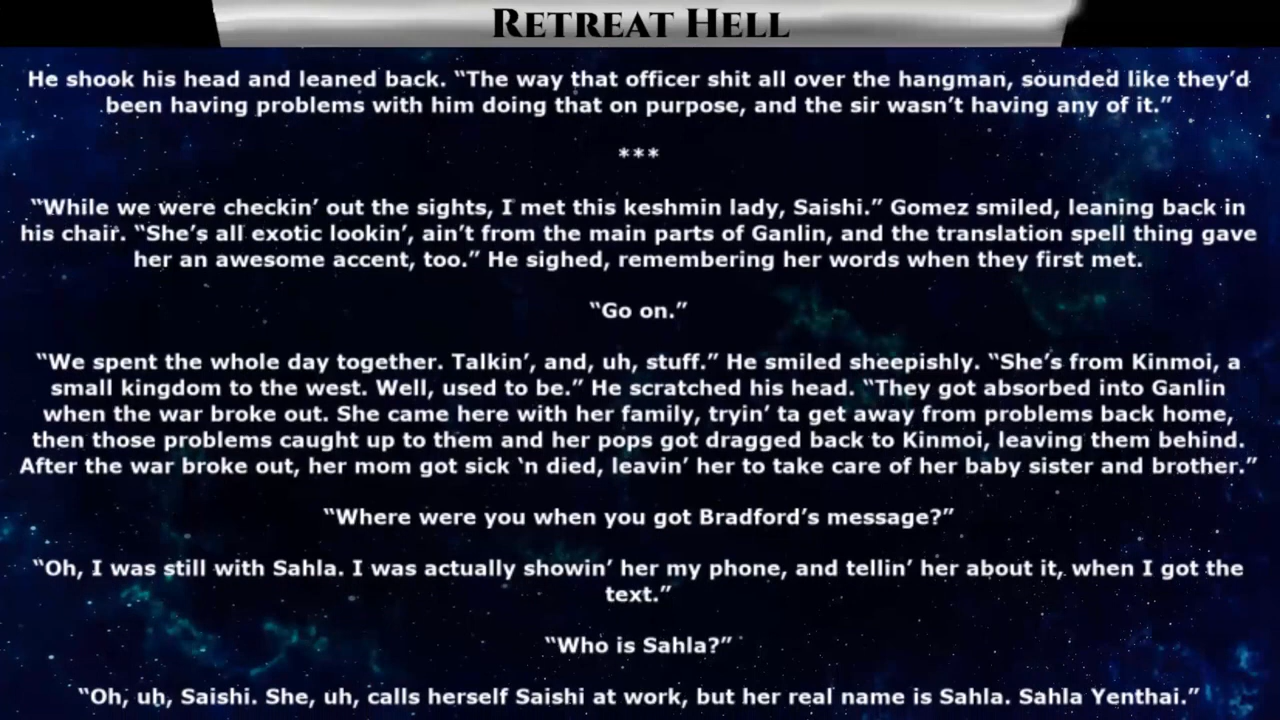 RETREAT HELL
He shook his head and leaned back. “The way that officer shit all over the hangman, sounded like they’d
been having problems with him doing that on purpose, and the sir wasn’t having any of it.”
***
“While we were checkin’ out the sights, I met this keshmin lady, Saishi.” Gomez smiled, leaning back in
his chair. “She’s all exotic lookin’, ain’t from the main parts of Ganlin, and the translation spell thing gave
her an awesome accent, too.” He sighed, remembering her words when they first met.
“Go on.”
“We spent the whole day together. Talkin’, and, uh, stuff.” He smiled sheepishly. “She’s from Kinmoi, a
small kingdom to the west. Well, used to be.” He scratched his head. “They got absorbed into Ganlin
when the war broke out. She came here with her family, tryin’ ta get away from problems back home,
then those problems caught up to them and her pops got dragged back to Kinmoi, leaving them behind.
After the war broke out, her mom got sick ‘n died, leavin’ her to take care of her baby sister and brother.”
“Where were you when you got Bradford’s message?”
“Oh, I was still with Sahla. I was actually showin’ her my phone, and tellin’ her about it, when I got the
text.”
“Who is Sahla?”
“Oh, uh, Saishi. She, uh, calls herself Saishi at work, but her real name is Sahla. Sahla Yenthai.”